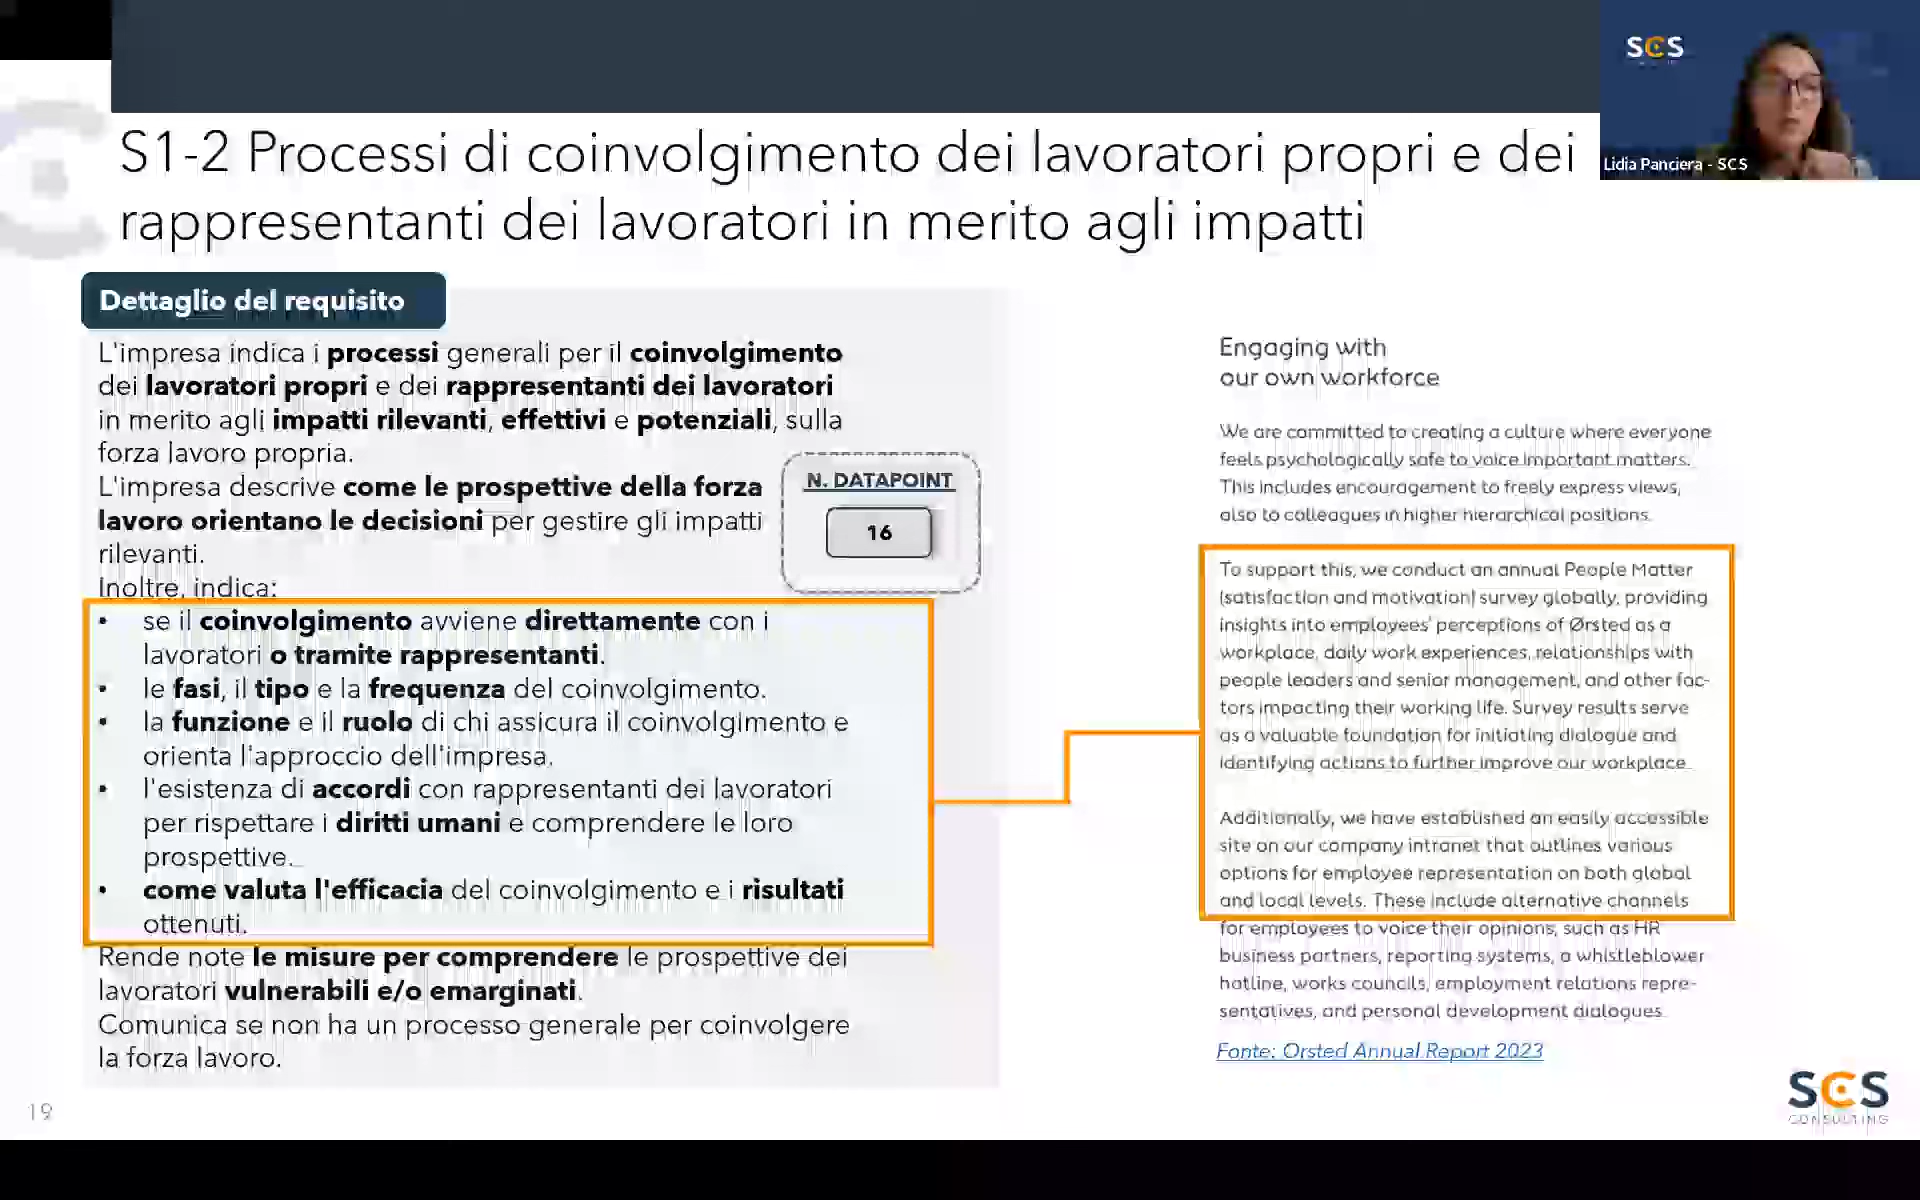 SCS
Lidia Panciera - SCS
S1-2 Processi di coinvolgimento dei lavoratori propri e dei
rappresentanti dei lavoratori in merito agli impatti
Dettaglio del requisito
L'impresa indica i processi generali per il coinvolgimento
dei lavoratori propri e dei rappresentanti dei lavoratori
in merito agli impatti rilevanti, effettivi e potenziali, sulla
forza lavoro propria.
L'impresa descrive come le prospettive della forza
lavoro orientano le decisioni per gestire gli impatti
rilevanti.
Inoltre, indica:
• se il coinvolgimento avviene direttamente con i
lavoratori o tramite rappresentanti.
• le fasi, il tipo e la frequenza del coinvolgimento.
• la funzione e il ruolo di chi assicura il coinvolgimento e
orienta l'approccio dell'impresa.
• l'esistenza di accordi con rappresentanti dei lavoratori
per rispettare i diritti umani e comprendere le loro
prospettive.
• come valuta l'efficacia del coinvolgimento e i risultati
ottenuti.
Rende note le misure per comprendere le prospettive dei
lavoratori vulnerabili e/o emarginati.
Comunica se non ha un processo generale per coinvolgere
la forza lavoro.
N. DATAPOINT
16
Engaging with
our own workforce
We are committed to creating a culture where everyone
feels psychologically safe to voice important matters.
This includes encouragement to freely express views,
also to colleagues in higher hierarchical positions.
To support this, we conduct an annual People Matter
(satisfaction and motivation) survey globally, providing
insights into employees' perceptions of Ørsted as a
workplace, daily work experiences, relationships with
people leaders and senior management, and other fac-
tors impacting their working life. Survey results serve
as a valuable foundation for initiating dialogue and
identifying actions to further improve our workplace.
Additionally, we have established an easily accessible
site on our company intranet that outlines various
options for employee representation on both global
and local levels. These include alternative channels
for employees to voice their opinions, such as HR
business partners, reporting systems, a whistleblower
hotline, works councils, employment relations repre-
sentatives, and personal development dialogues.
Fonte: Orsted Annual Report 2023
19
SCS
CONSULTING